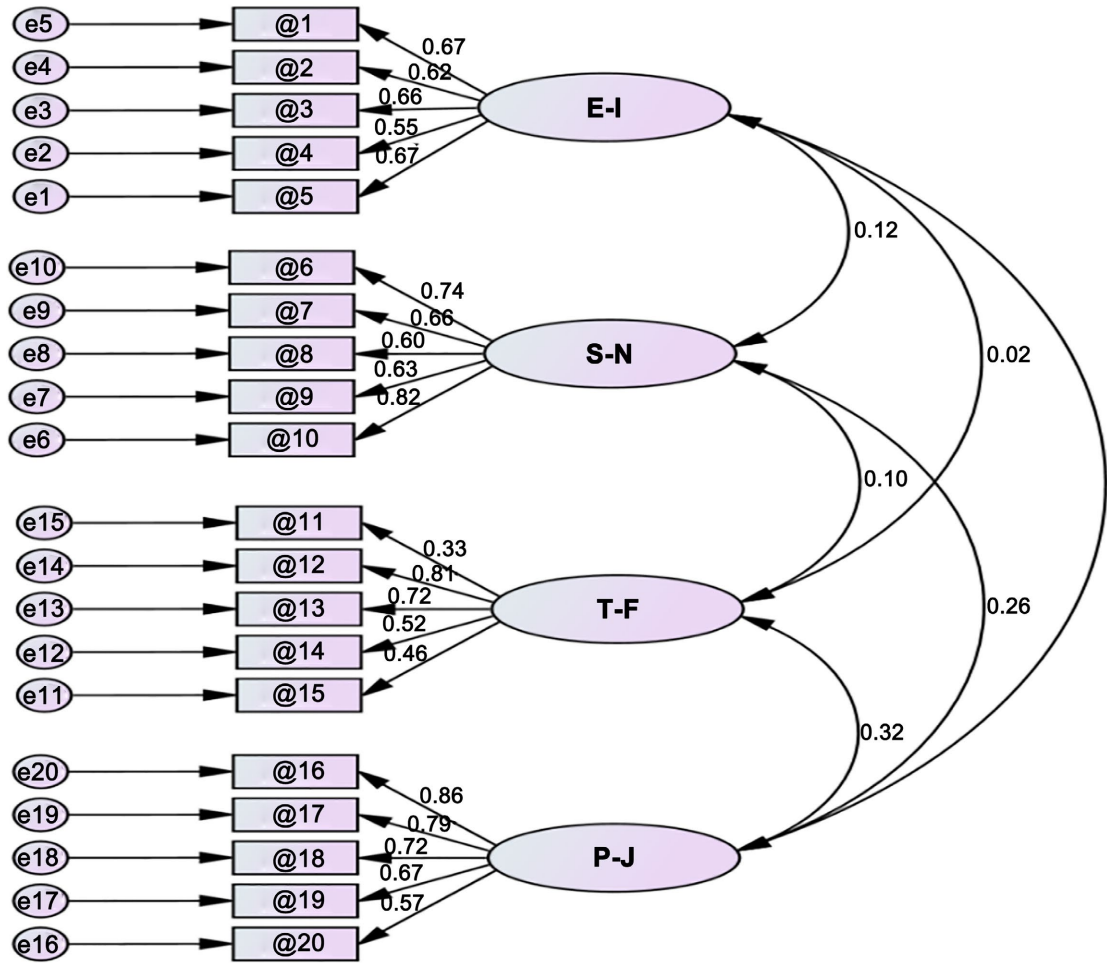 e5 @1 0.67
e4 @2 0.62
e3 @3 0.66 E-I
e2 @4 0.55
e1 @5 0.67
0.12
e10 @6 0.74
e9 @7 0.66
e8 @8 0.60 S-N 0.02
e7 @9 0.63
e6 @10 0.82
0.10
e15 @11 0.33
e14 @12 0.81
e13 @13 0.72 T-F 0.26
e12 @14 0.52
e11 @15 0.46
0.32
e20 @16 0.86
e19 @17 0.79
e18 @18 0.72 P-J
e17 @19 0.67
e16 @20 0.57